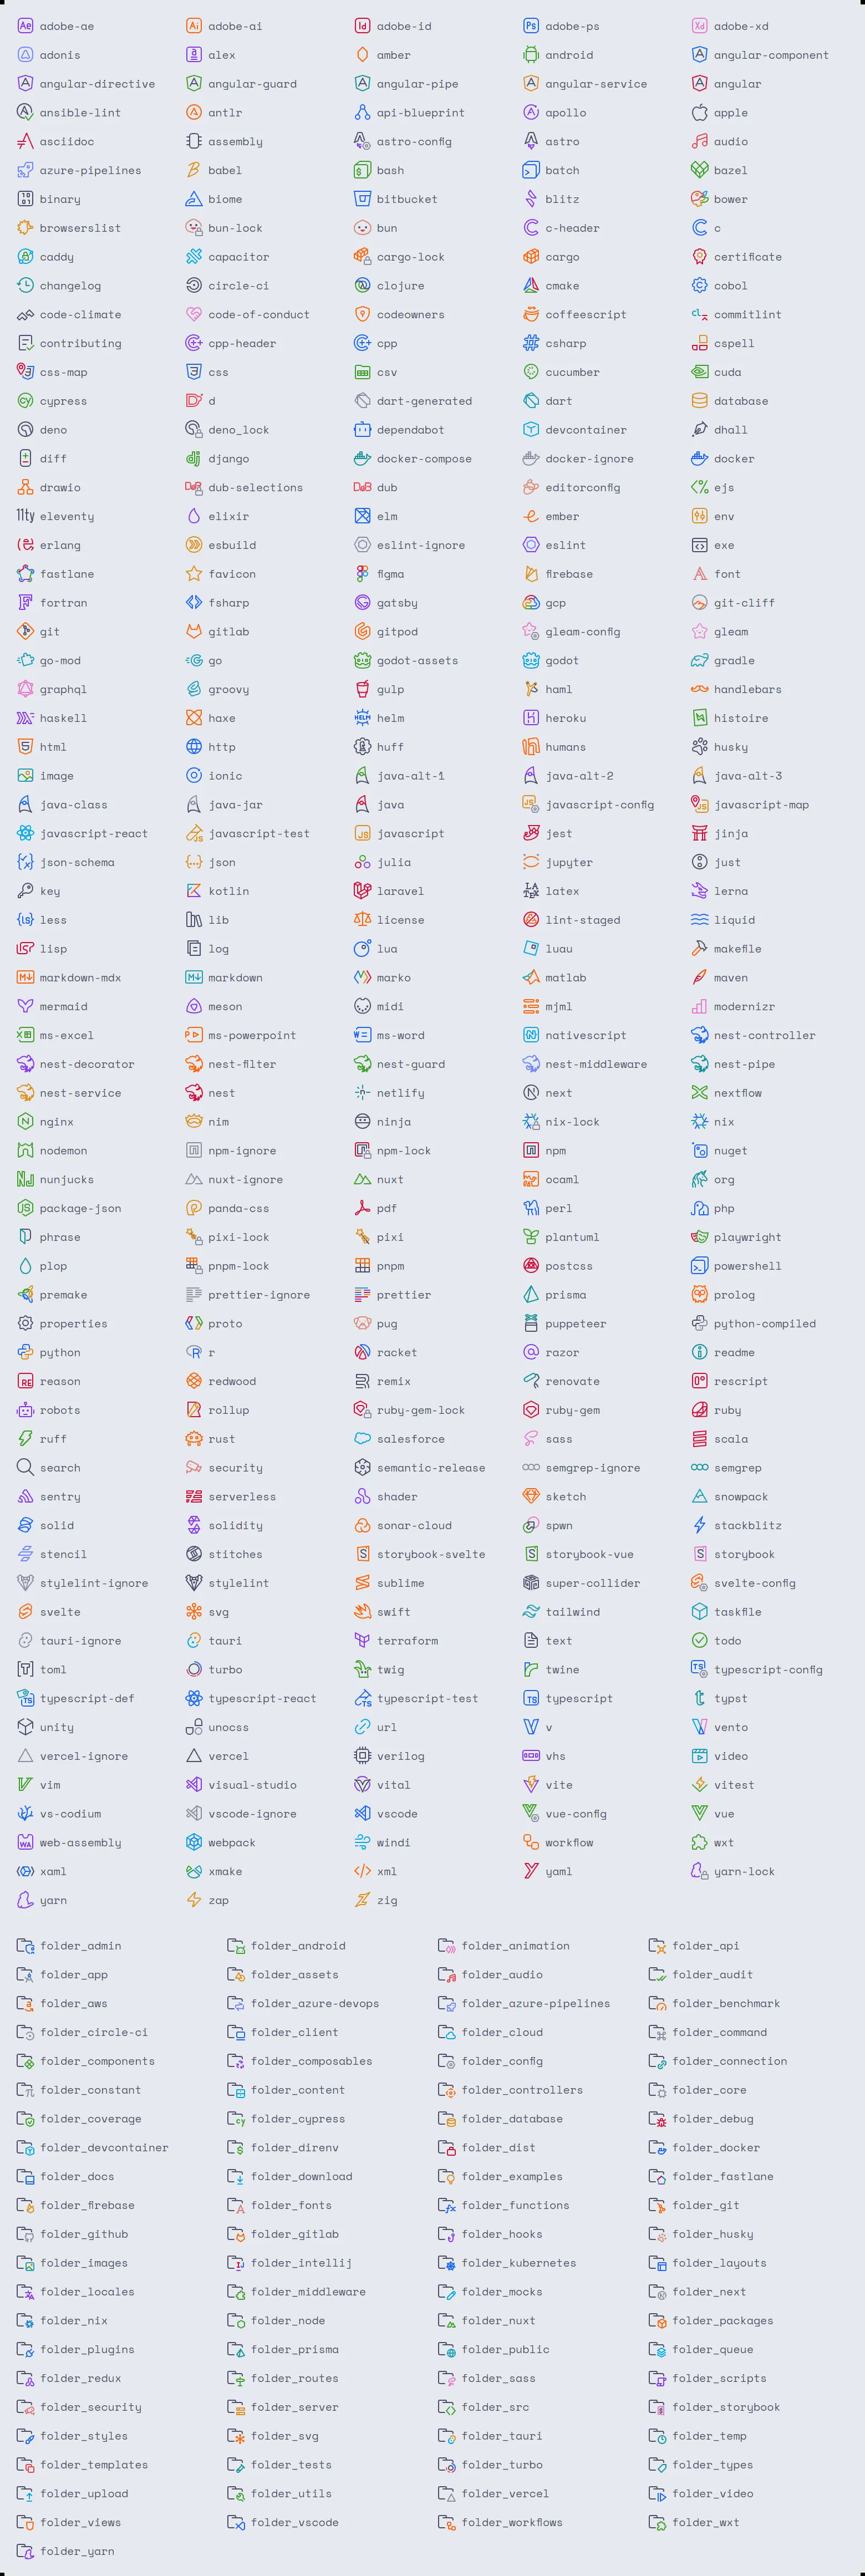 adobe-ae adobe-ai adobe-id adobe-ps adobe-xd
adonis alex amber android angular-component
angular-directive angular-guard angular-pipe angular-service angular
ansible-lint antlr api-blueprint apollo apple
asciidoc assembly astro-config astro audio
azure-pipelines babel bash batch bazel
binary biome bitbucket blitz bower
browserslist bun-lock bun c-header c
caddy capacitor cargo-lock cargo certificate
changelog circle-ci clojure cmake cobol
code-climate code-of-conduct codeowners coffeescript commitlint
contributing cpp-header cpp csharp cspell
css-map css csv cucumber cuda
cypress d dart-generated dart database
deno deno_lock dependabot devcontainer dhall
diff django docker-compose docker-ignore docker
drawio dub-selections dub editorconfig ejs
eleventy elixir elm ember env
erlang esbuild eslint-ignore eslint exe
fastlane favicon figma firebase font
fortran fsharp gatsby gcp git-cliff
git gitlab gitpod gleam-config gleam
go-mod go godot-assets godot gradle
graphql groovy gulp haml handlebars
haskell haxe helm heroku histoire
html http huff humans husky
image ionic java-alt-1 java-alt-2 java-alt-3
java-class java-jar java javascript-config javascript-map
javascript-react javascript-test javascript jest jinja
json-schema json julia jupyter just
key kotlin laravel latex lerna
less lib license lint-staged liquid
lisp log lua luau makefile
markdown-mdx markdown marko matlab maven
mermaid meson midi mjml modernizr
ms-excel ms-powerpoint ms-word nativescript nest-controller
nest-decorator nest-filter nest-guard nest-middleware nest-pipe
nest-service nest netlify next nextflow
nginx nim ninja nix-lock nix
nodemon npm-ignore npm-lock npm nuget
nunjucks nuxt-ignore nuxt ocaml org
package-json panda-css pdf perl php
phrase pixi-lock pixi plantuml playwright
plop pnpm-lock pnpm postcss powershell
premake prettier-ignore prettier prisma prolog
properties proto pug puppeteer python-compiled
python r racket razor readme
reason redwood remix renovate rescript
robots rollup ruby-gem-lock ruby-gem ruby
ruff rust salesforce sass scala
search security semantic-release semgrep-ignore semgrep
sentry serverless shader sketch snowpack
solid solidity sonar-cloud spwn stackblitz
stencil stitches storybook-svelte storybook-vue storybook
stylelint-ignore stylelint sublime super-collider svelte-config
svelte svg swift tailwind taskfile
tauri-ignore tauri terraform text todo
toml turbo twig twine typescript-config
typescript-def typescript-react typescript-test typescript typst
unity unocss url v vento
vercel-ignore vercel verilog vhs video
vim visual-studio vital vite vitest
vs-codium vscode-ignore vscode vue-config vue
web-assembly webpack windi workflow wxt
xaml xmake xml yaml yarn-lock
yarn zap zig
folder_admin folder_android folder_animation folder_api
folder_app folder_assets folder_audio folder_audit
folder_aws folder_azure-devops folder_azure-pipelines folder_benchmark
folder_circle-ci folder_client folder_cloud folder_command
folder_components folder_composables folder_config folder_connection
folder_constant folder_content folder_controllers folder_core
folder_coverage folder_cypress folder_database folder_debug
folder_devcontainer folder_direnv folder_dist folder_docker
folder_docs folder_download folder_examples folder_fastlane
folder_firebase folder_fonts folder_functions folder_git
folder_github folder_gitlab folder_hooks folder_husky
folder_images folder_intellij folder_kubernetes folder_layouts
folder_locales folder_middleware folder_mocks folder_next
folder_nix folder_node folder_nuxt folder_packages
folder_plugins folder_prisma folder_public folder_queue
folder_redux folder_routes folder_sass folder_scripts
folder_security folder_server folder_src folder_storybook
folder_styles folder_svg folder_tauri folder_temp
folder_templates folder_tests folder_turbo folder_types
folder_upload folder_utils folder_vercel folder_video
folder_views folder_vscode folder_workflows folder_wxt
folder_yarn